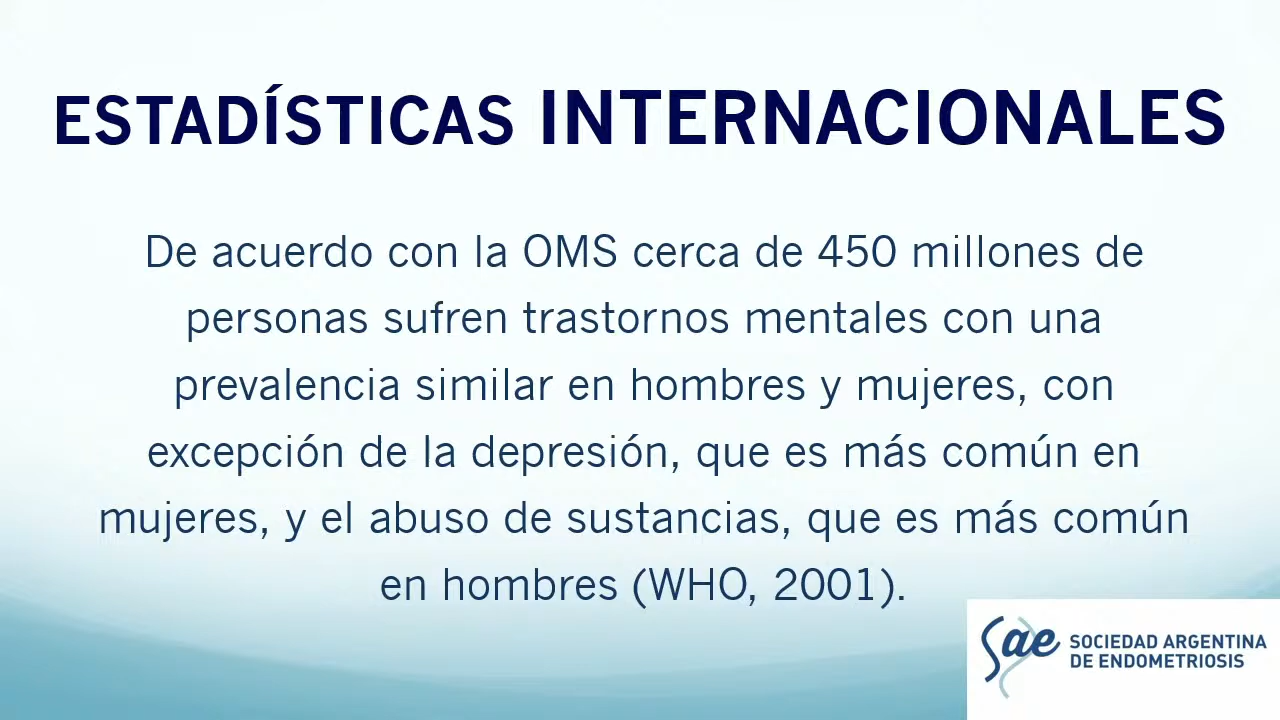 ESTADÍSTICAS INTERNACIONALES
De acuerdo con la OMS cerca de 450 millones de
personas sufren trastornos mentales con una
prevalencia similar en hombres y mujeres, con
excepción de la depresión, que es más común en
mujeres, y el abuso de sustancias, que es más común
en hombres (WHO, 2001).
Sae
SOCIEDAD ARGENTINA
DE ENDOMETRIOSIS